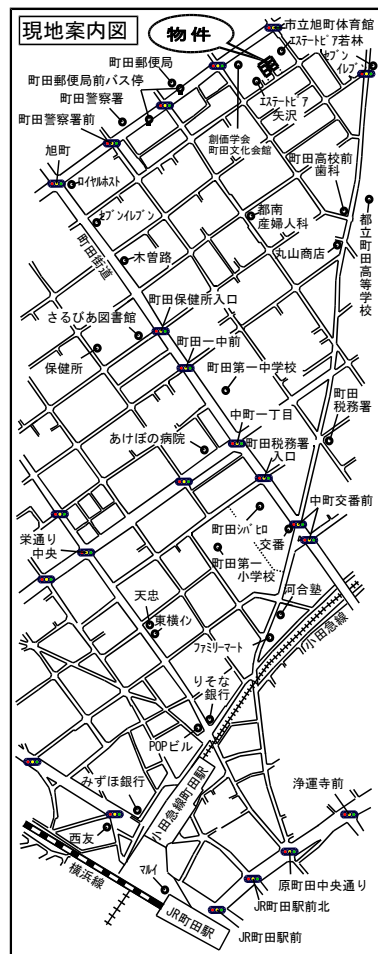 現地案内図
物件
市立旭町体育館
エステートピア若林
セブン
イレブン
町田郵便局
町田郵便局前バス停
町田警察署
町田警察署前
エステートピア
矢沢
創価学会
町田文化会館
旭町
ロイヤルホスト
町田高校前
歯科
セブンイレブン
都南
産婦人科
都立町田高等学校
町田街道
木曽路
丸山商店
町田保健所入口
さるびあ図書館
町田一中前
保健所
町田第一中学校
町田
税務署
中町一丁目
あけぼの病院
町田税務署
入口
中町交番前
栄通り
中央
町田シバヒロ
交番
町田第一
小学校
天忠
河合塾
東横イン
ファミリーマート
小田急線
りそな
銀行
POPビル
小田急線町田駅
みずほ銀行
浄運寺前
西友
横浜線
マルイ
原町田中央通り
JR町田駅前北
JR町田駅
JR町田駅前